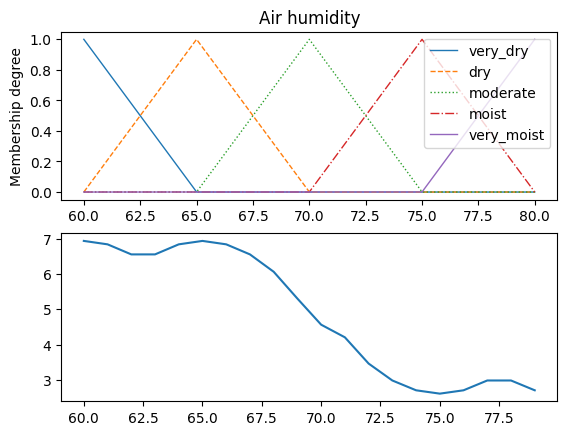 Air humidity
Membership degree
1.0
0.8
0.6
0.4
0.2
0.0
very_dry
dry
moderate
moist
very_moist
60.0 62.5 65.0 67.5 70.0 72.5 75.0 77.5 80.0
7
6
5
4
3
60.0 62.5 65.0 67.5 70.0 72.5 75.0 77.5